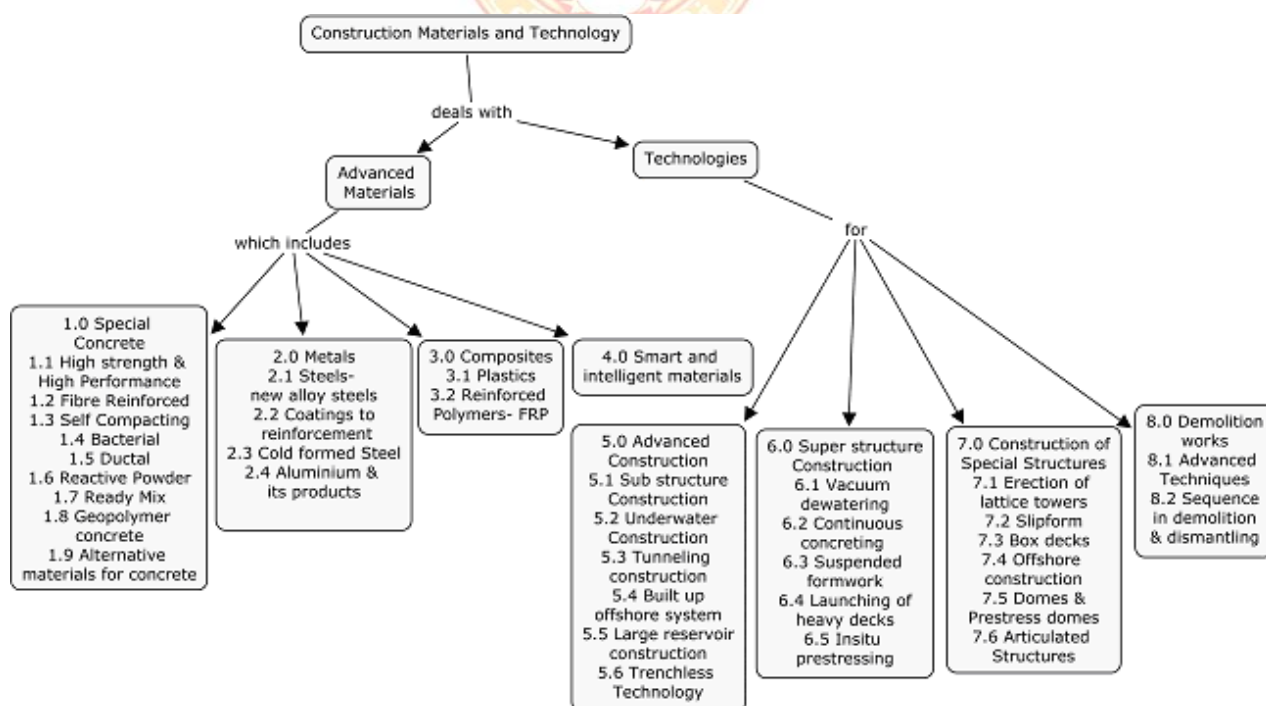 Construction Materials and Technology
deals with
Advanced
Materials
Technologies
which includes
for
1.0 Special
Concrete
1.1 High strength &
High Performance
1.2 Fibre Reinforced
1.3 Self Compacting
1.4 Bacterial
1.5 Ductal
1.6 Reactive Powder
1.7 Ready Mix
1.8 Geopolymer
concrete
1.9 Alternative
materials for concrete
2.0 Metals
2.1 Steels-
new alloy steels
2.2 Coatings to
reinforcement
2.3 Cold formed Steel
2.4 Aluminium &
its products
3.0 Composites
3.1 Plastics
3.2 Reinforced
Polymers- FRP
4.0 Smart and
intelligent materials
5.0 Advanced
Construction
5.1 Sub structure
Construction
5.2 Underwater
Construction
5.3 Tunneling
construction
5.4 Built up
offshore system
5.5 Large reservoir
construction
5.6 Trenchless
Technology
6.0 Super structure
Construction
6.1 Vacuum
dewatering
6.2 Continuous
concreting
6.3 Suspended
formwork
6.4 Launching of
heavy decks
6.5 Insitu
prestressing
7.0 Construction of
Special Structures
7.1 Erection of
lattice towers
7.2 Slipform
7.3 Box decks
7.4 Offshore
construction
7.5 Domes &
Prestress domes
7.6 Articulated
Structures
8.0 Demolition
works
8.1 Advanced
Techniques
8.2 Sequence
in demolition
& dismantling